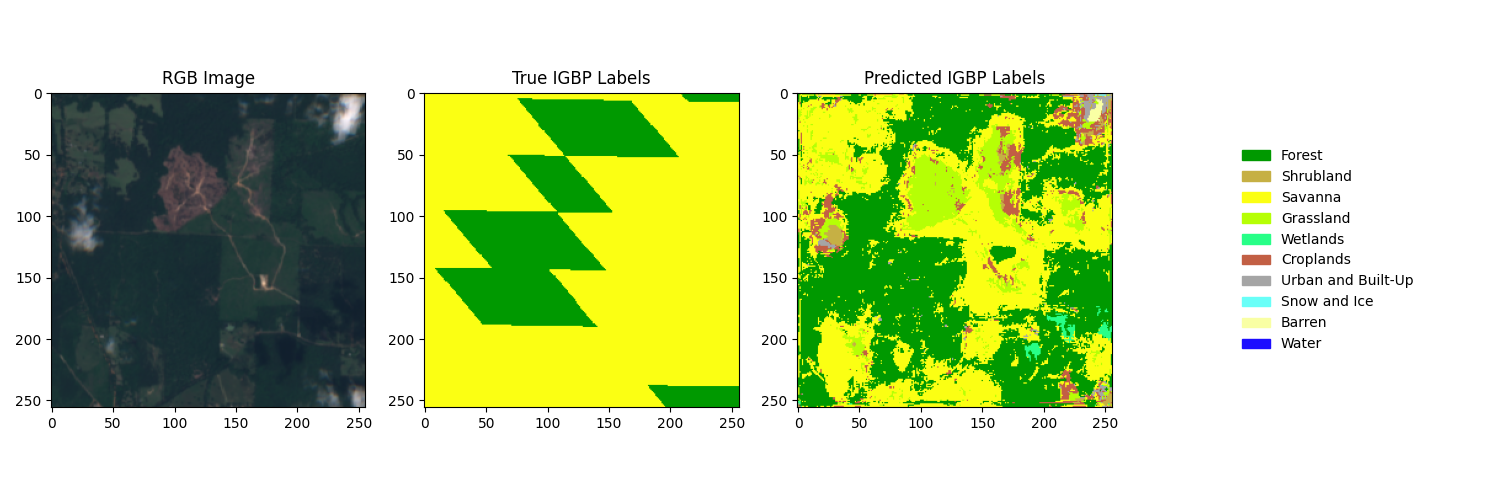 RGB Image
True IGBP Labels
Predicted IGBP Labels
0
50
100
150
200
250
0 50 100 150 200 250
0
50
100
150
200
250
0 50 100 150 200 250
0
50
100
150
200
250
0 50 100 150 200 250
Forest
Shrubland
Savanna
Grassland
Wetlands
Croplands
Urban and Built-Up
Snow and Ice
Barren
Water